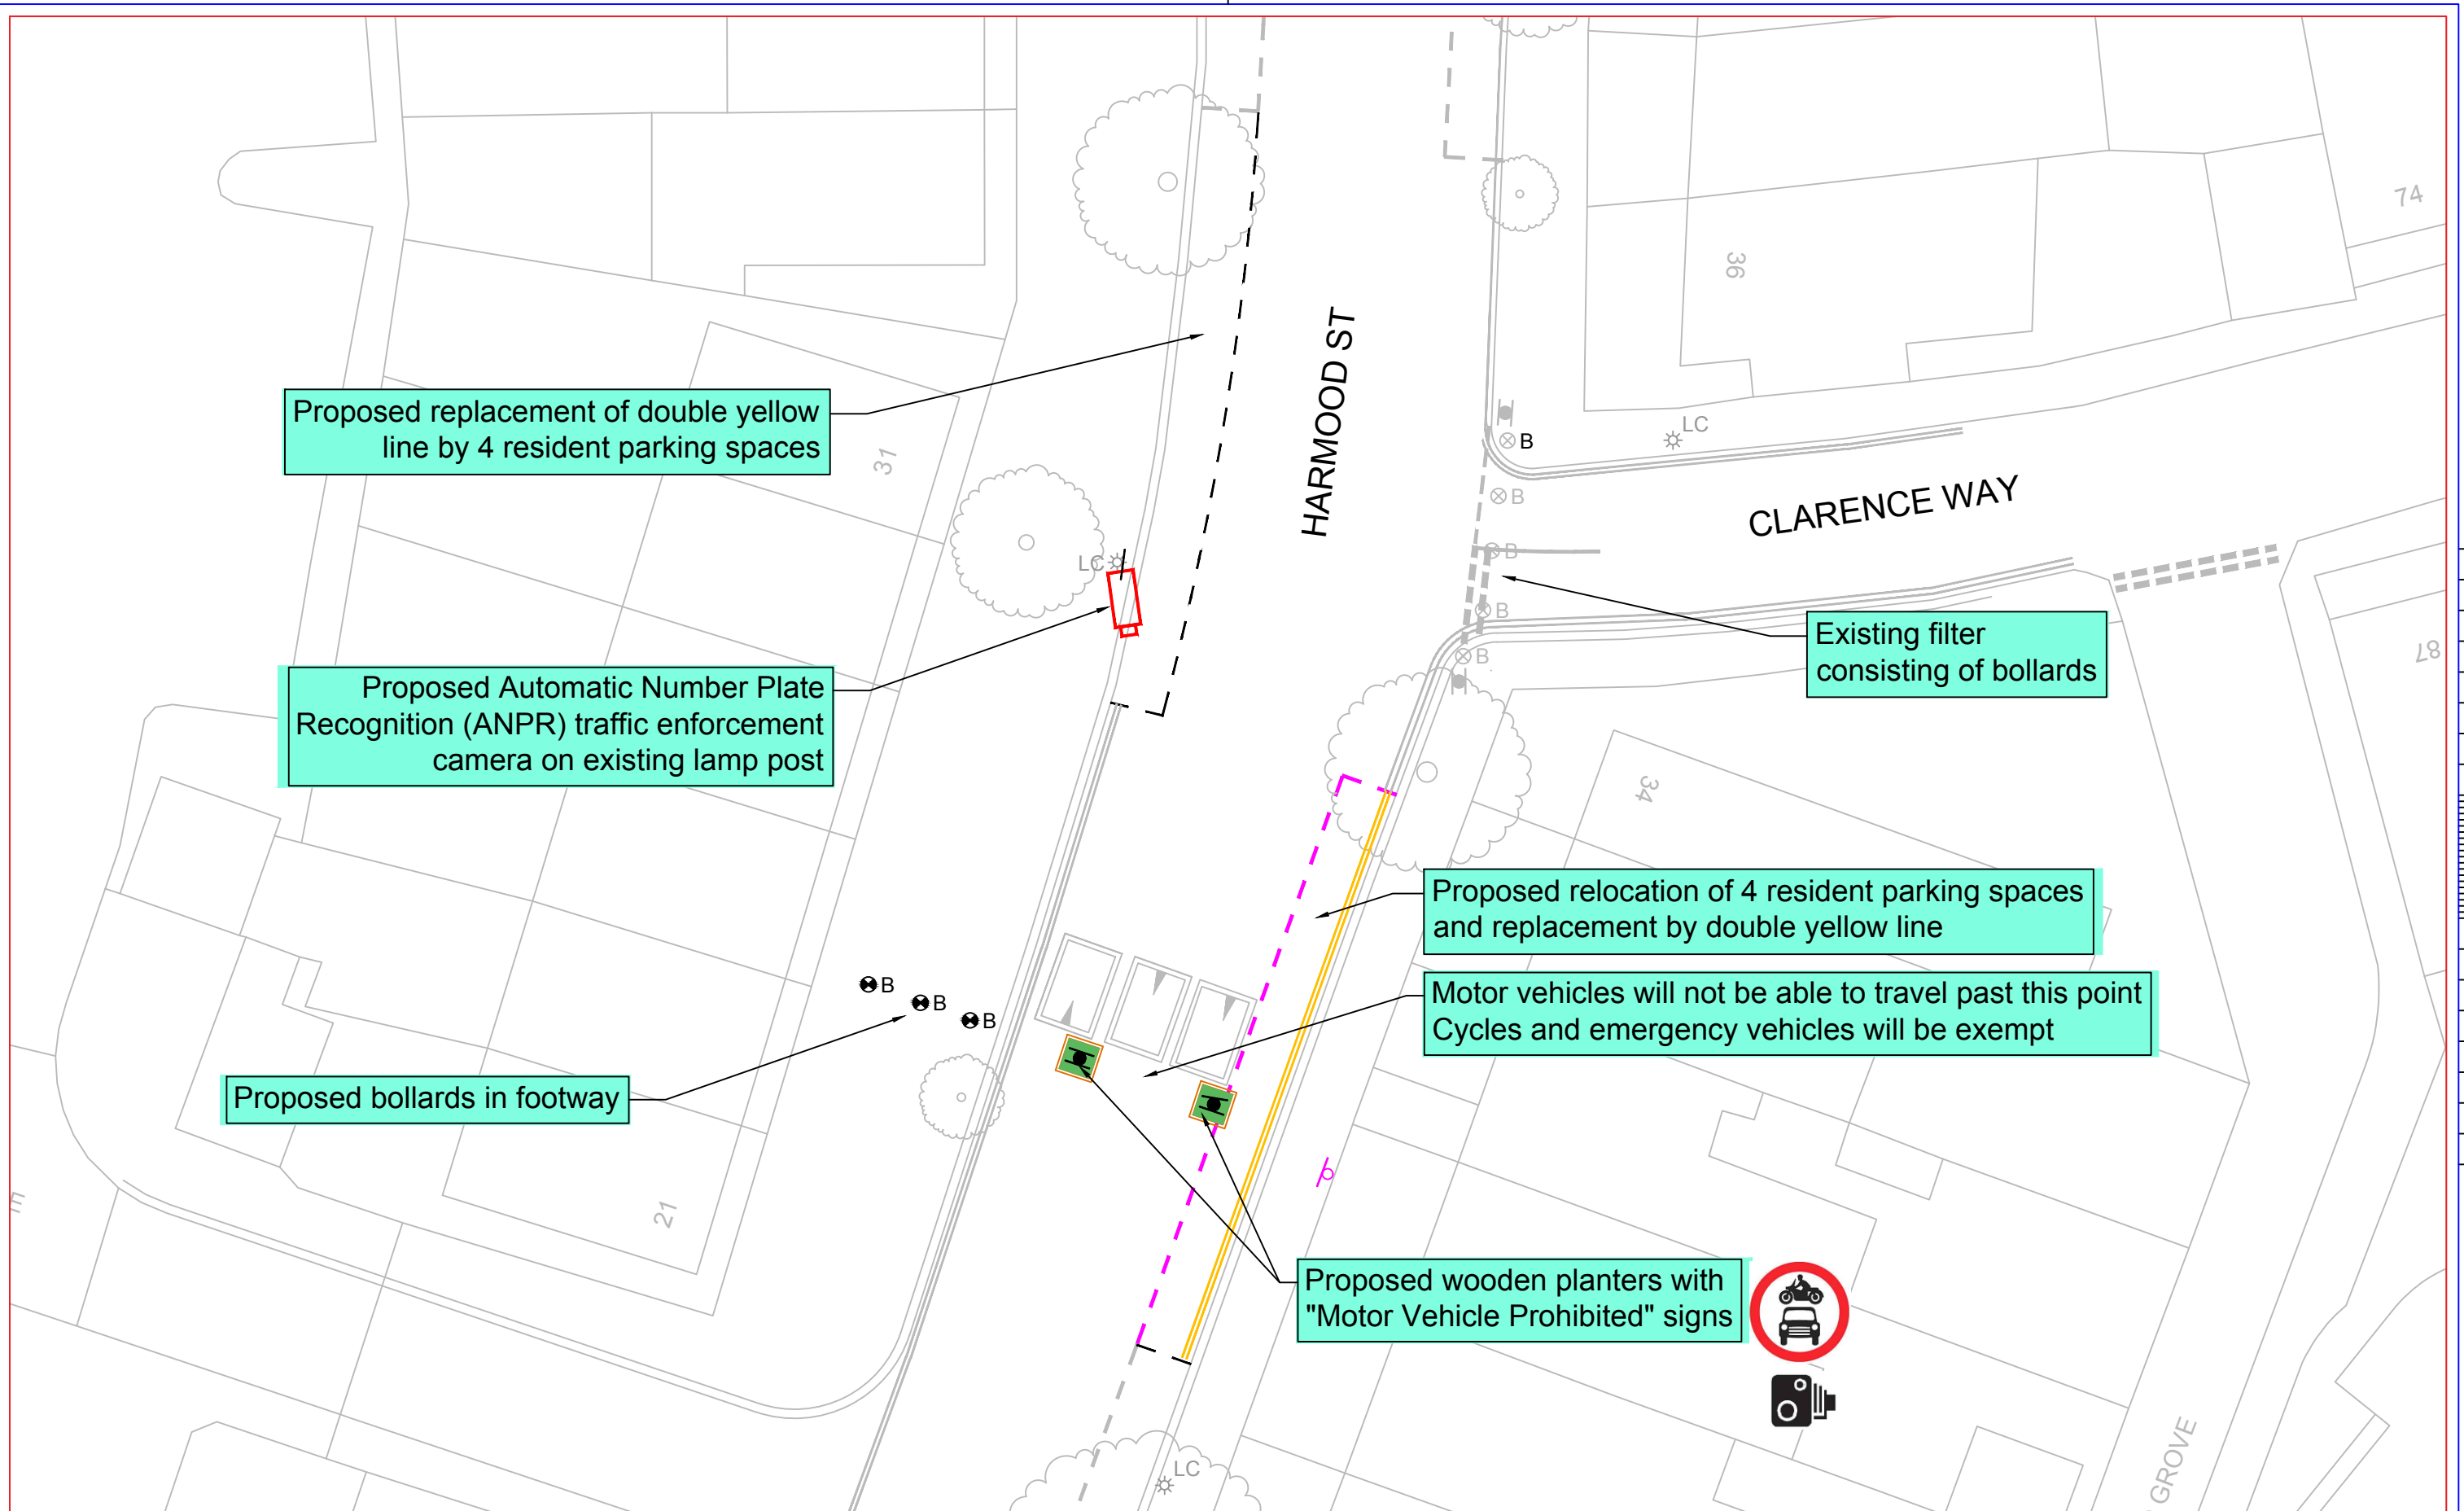 74
36
HARMOOD ST
Proposed replacement of double yellow
line by 4 resident parking spaces
31
LC
B
B
CLARENCE WAY
B
LC
B
B
Existing filter
consisting of bollards
87
Proposed Automatic Number Plate
Recognition (ANPR) traffic enforcement
camera on existing lamp post
34
Proposed relocation of 4 resident parking spaces
and replacement by double yellow line
Motor vehicles will not be able to travel past this point
Cycles and emergency vehicles will be exempt
B
B
B
Proposed bollards in footway
21
E
Proposed wooden planters with
"Motor Vehicle Prohibited" signs
LC
GROVE